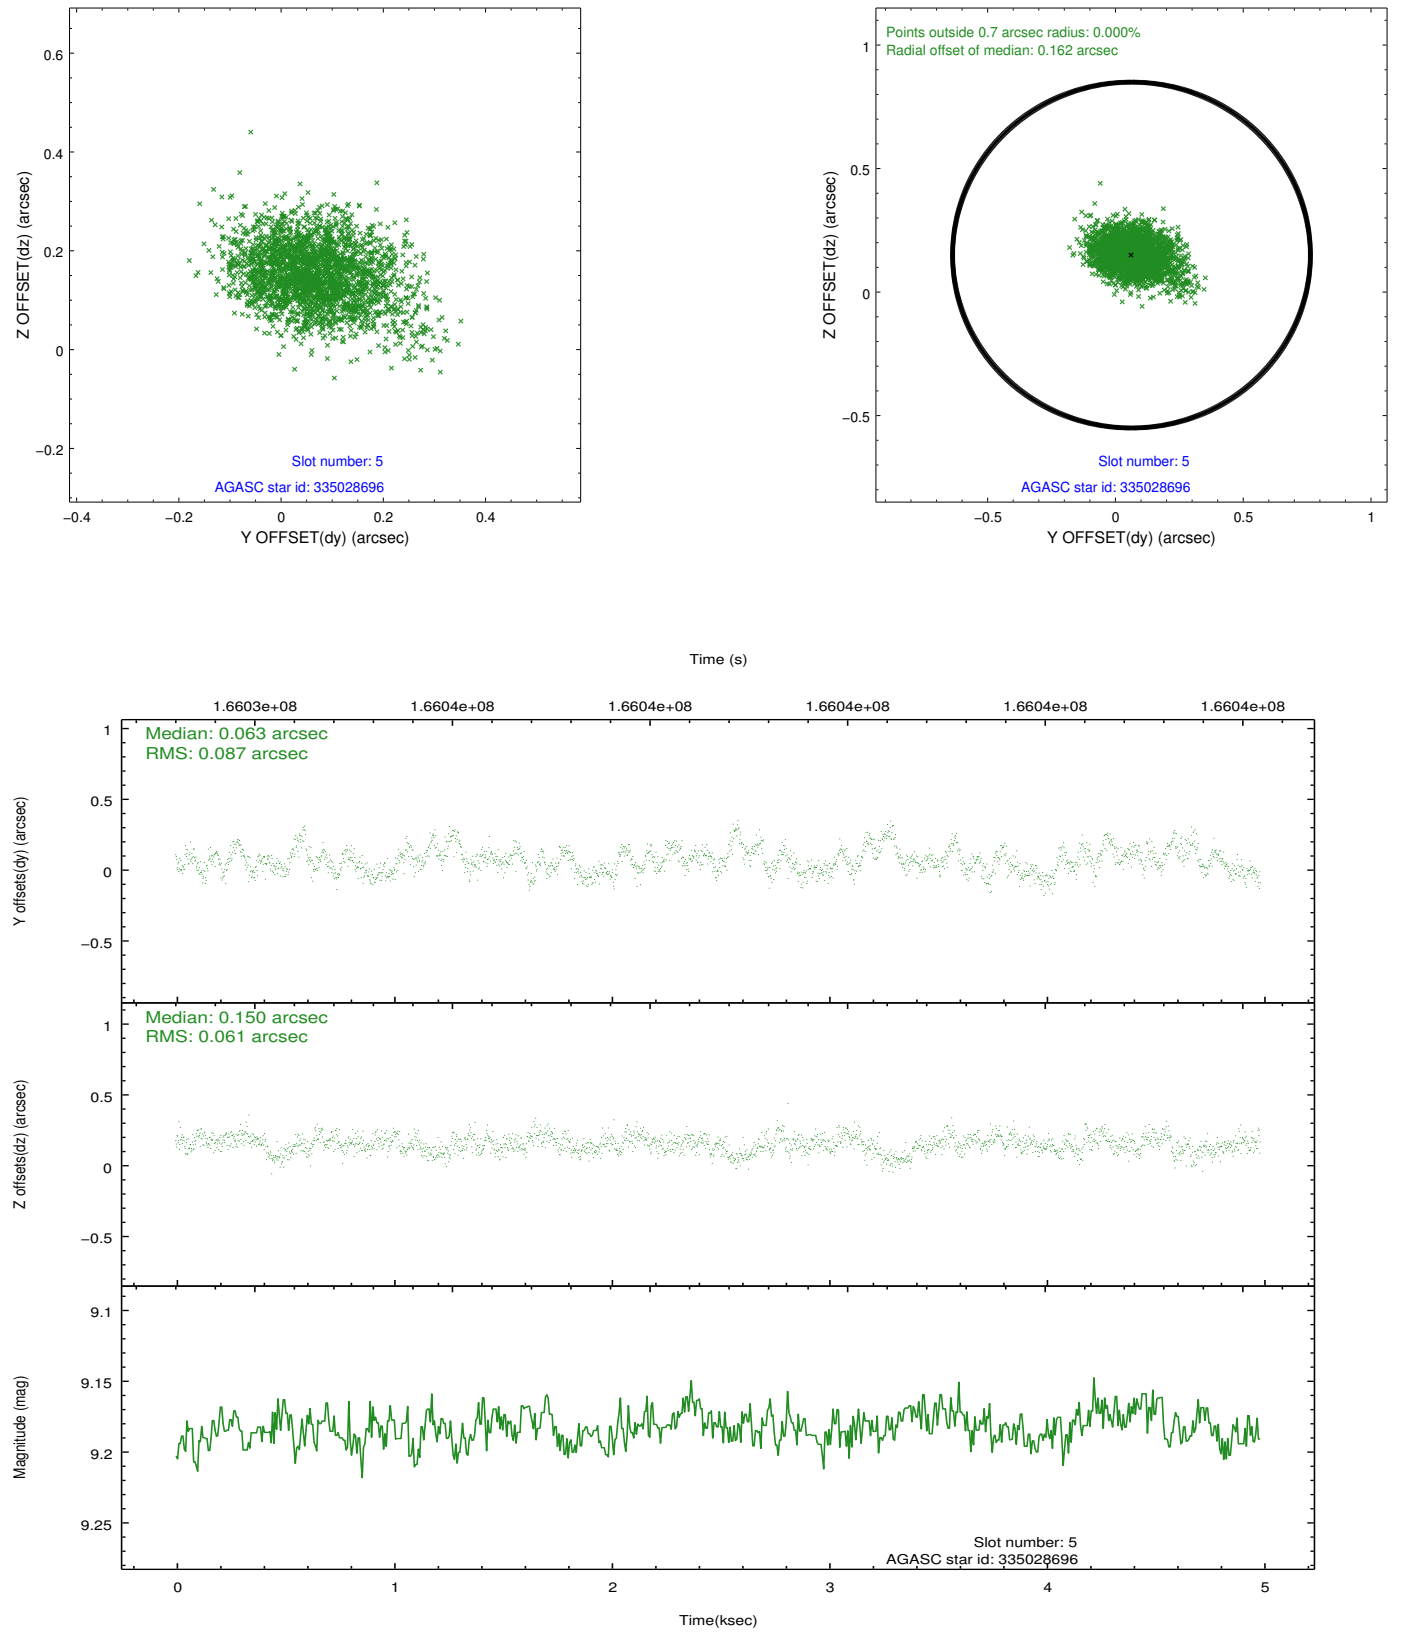 0.6
0.4
0.2
0
−0.2
−0.4
−0.2
0
0.2
0.4
Z OFFSET(dz) (arcsec)
Y OFFSET(dy) (arcsec)
Slot number: 5
AGASC star id: 335028696
Points outside 0.7 arcsec radius: 0.000%
Radial offset of median: 0.162 arcsec
1
0.5
0
−0.5
−0.5
0
0.5
1
Z OFFSET(dz) (arcsec)
Y OFFSET(dy) (arcsec)
Slot number: 5
AGASC star id: 335028696
Time (s)
1.6603e+08
1.6604e+08
1.6604e+08
1.6604e+08
1.6604e+08
1.6604e+08
Median: 0.063 arcsec
RMS: 0.087 arcsec
1
0.5
0
−0.5
Y offsets(dy) (arcsec)
Median: 0.150 arcsec
RMS: 0.061 arcsec
1
0.5
0
−0.5
Z offsets(dz) (arcsec)
9.1
9.15
9.2
9.25
Magnitude (mag)
Slot number: 5
AGASC star id: 335028696
0
1
2
3
4
5
Time(ksec)